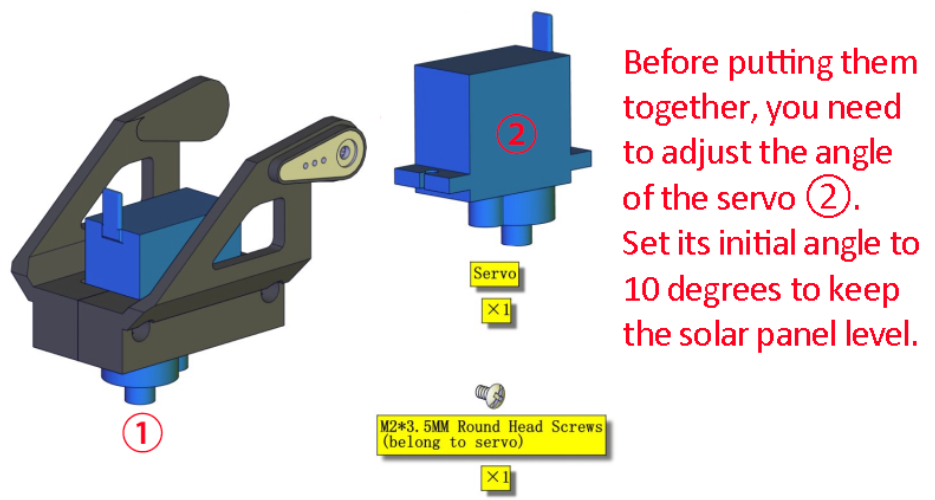 ①
②
Servo
×1
M2*3.5MM Round Head Screws
(belong to servo)
×1
Before putting them
together, you need
to adjust the angle
of the servo ②.
Set its initial angle to
10 degrees to keep
the solar panel level.